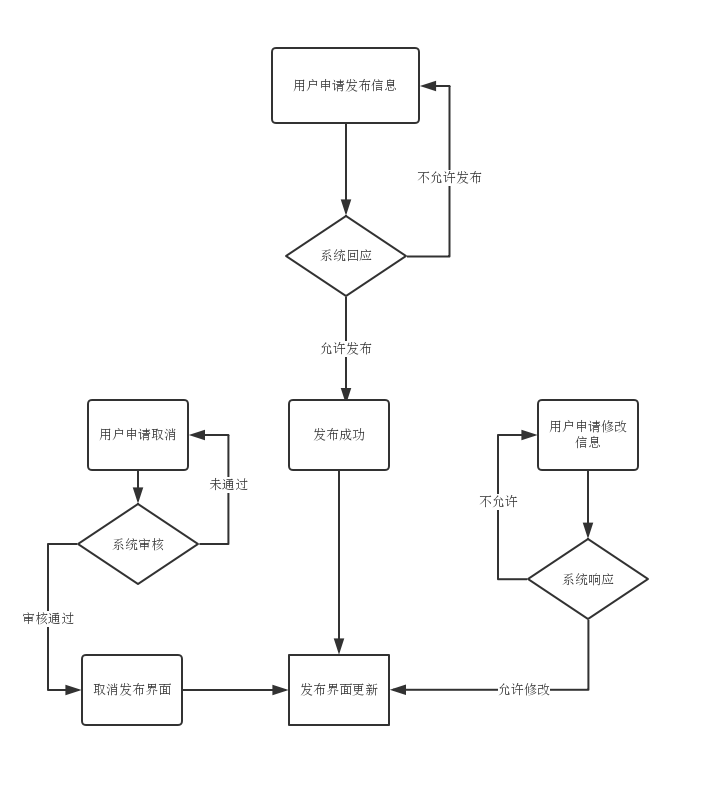 用户申请发布信息
不允许发布
系统回应
允许发布
用户申请取消
发布成功
用户申请修改
信息
未通过
不允许
系统审核
系统响应
审核通过
取消发布界面
发布界面更新
允许修改